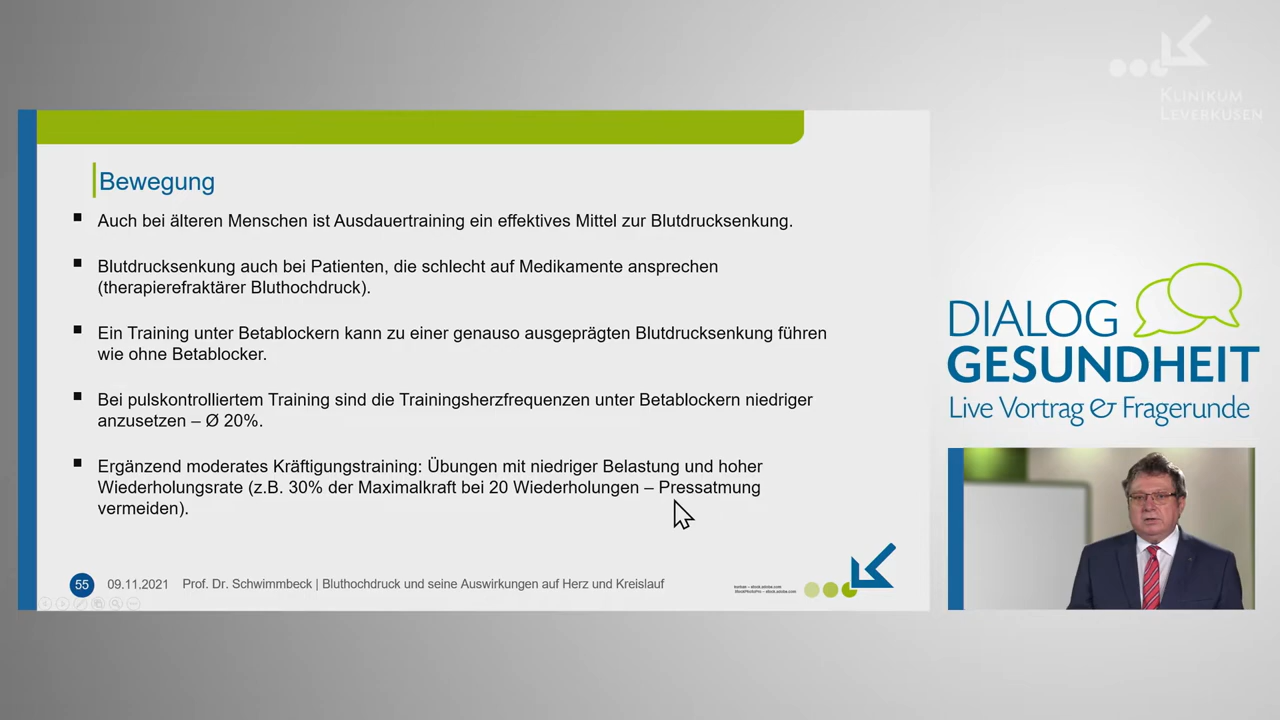 KLINIKUM
LEVERKUSEN
Bewegung
Auch bei älteren Menschen ist Ausdauertraining ein effektives Mittel zur Blutdrucksenkung.
Blutdrucksenkung auch bei Patienten, die schlecht auf Medikamente ansprechen
(therapierefraktärer Bluthochdruck).
Ein Training unter Betablockern kann zu einer genauso ausgeprägten Blutdrucksenkung führen
wie ohne Betablocker.
Bei pulskontrolliertem Training sind die Trainingsherzfrequenzen unter Betablockern niedriger
anzusetzen – Ø 20%.
Ergänzend moderates Kräftigungstraining: Übungen mit niedriger Belastung und hoher
Wiederholungsrate (z.B. 30% der Maximalkraft bei 20 Wiederholungen – Pressatmung
vermeiden).
55 09.11.2021 Prof. Dr. Schwimmbeck | Bluthochdruck und seine Auswirkungen auf Herz und Kreislauf
DIALOG
GESUNDHEIT
Live Vortrag & Fragerunde